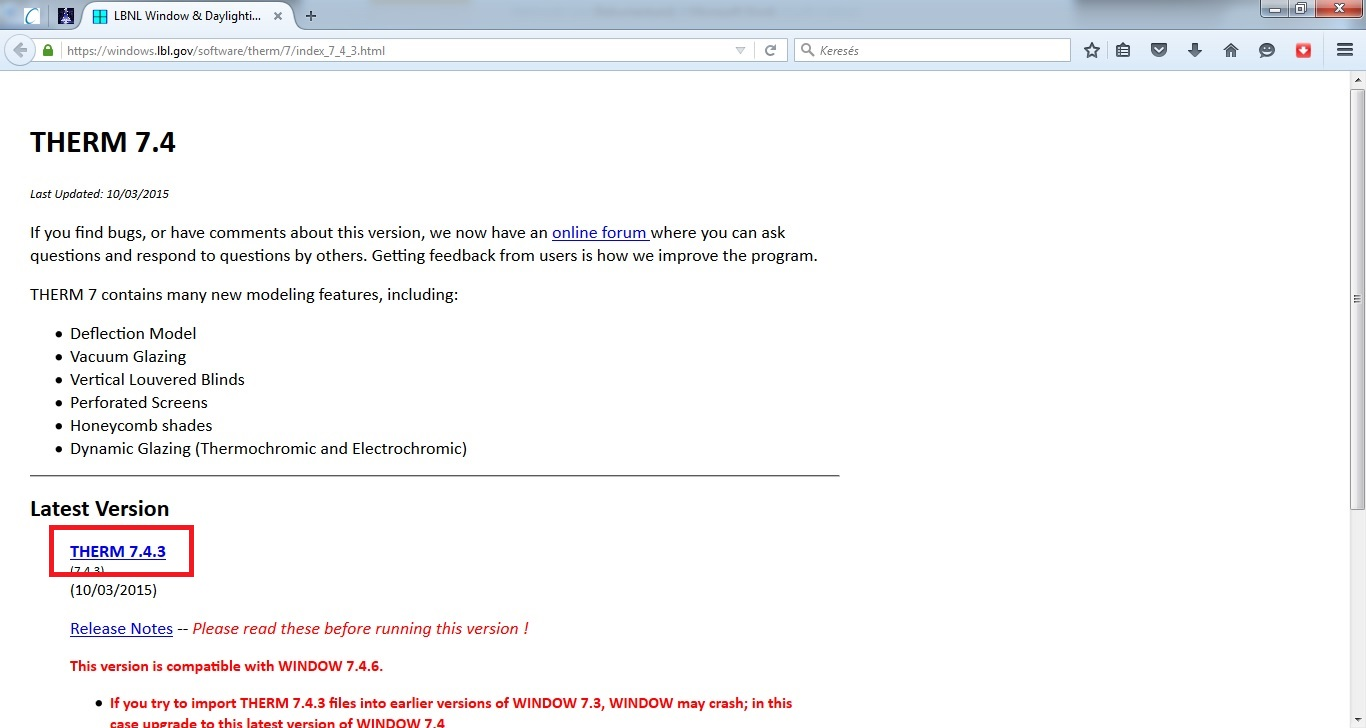 LBNL Window & Daylighti...
https://windows.lbl.gov/software/therm/7/index_7_4_3.html
Keresés
THERM 7.4
Last Updated: 10/03/2015
If you find bugs, or have comments about this version, we now have an online forum where you can ask
questions and respond to questions by others. Getting feedback from users is how we improve the program.
THERM 7 contains many new modeling features, including:
• Deflection Model
• Vacuum Glazing
• Vertical Louvered Blinds
• Perforated Screens
• Honeycomb shades
• Dynamic Glazing (Thermochromic and Electrochromic)
Latest Version
THERM 7.4.3
(7.4.3)
(10/03/2015)
Release Notes -- Please read these before running this version !
This version is compatible with WINDOW 7.4.6.
• If you try to import THERM 7.4.3 files into earlier versions of WINDOW 7.3, WINDOW may crash; in this
case upgrade to this latest version of WINDOW 7.4